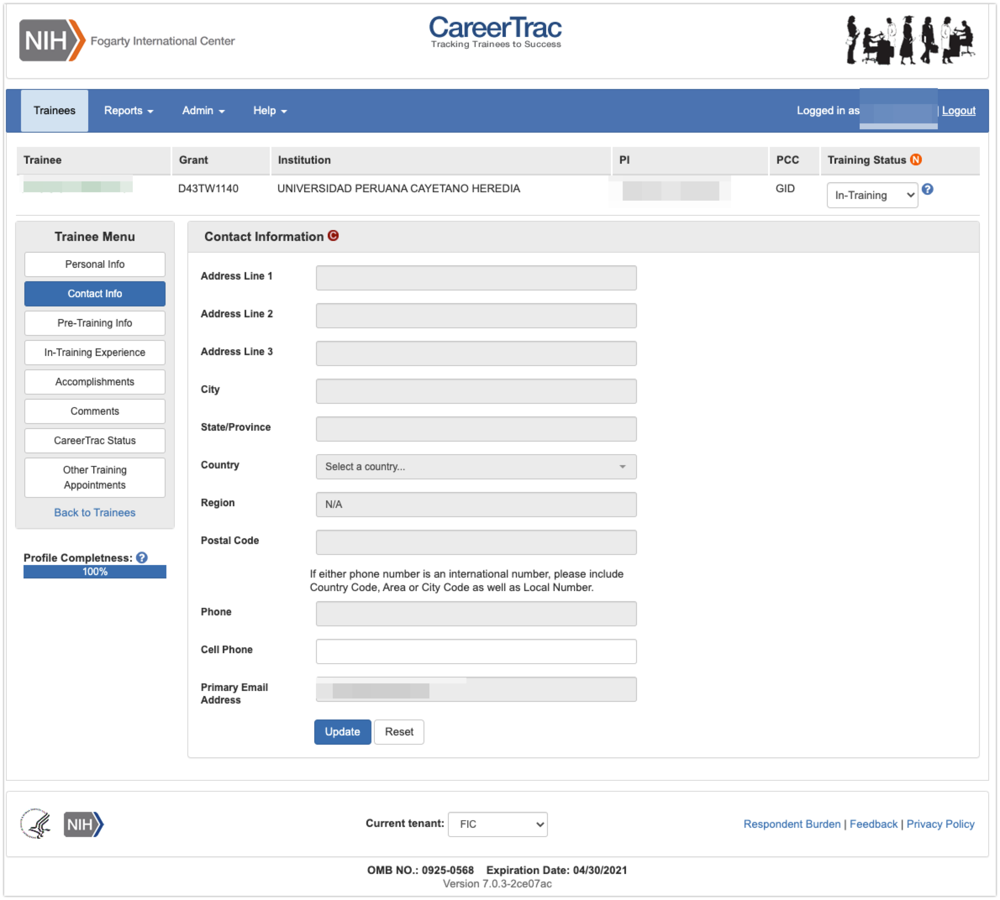 NIH Fogarty International Center
CareerTrac
Tracking Trainees to Success
Trainees Reports Admin Help Logged in as | Logout
Trainee Grant Institution PI PCC Training Status N
D43TW1140 UNIVERSIDAD PERUANA CAYETANO HEREDIA GID In-Training ?
Trainee Menu
Personal Info
Contact Info
Pre-Training Info
In-Training Experience
Accomplishments
Comments
CareerTrac Status
Other Training
Appointments
Back to Trainees
Profile Completness: ?
100%
Contact Information C
Address Line 1
Address Line 2
Address Line 3
City
State/Province
Country Select a country...
Region N/A
Postal Code
If either phone number is an international number, please include
Country Code, Area or City Code as well as Local Number.
Phone
Cell Phone
Primary Email
Address
Update Reset
NIH Current tenant: FIC Respondent Burden | Feedback | Privacy Policy
OMB NO.: 0925-0568 Expiration Date: 04/30/2021
Version 7.0.3-2ce07ac